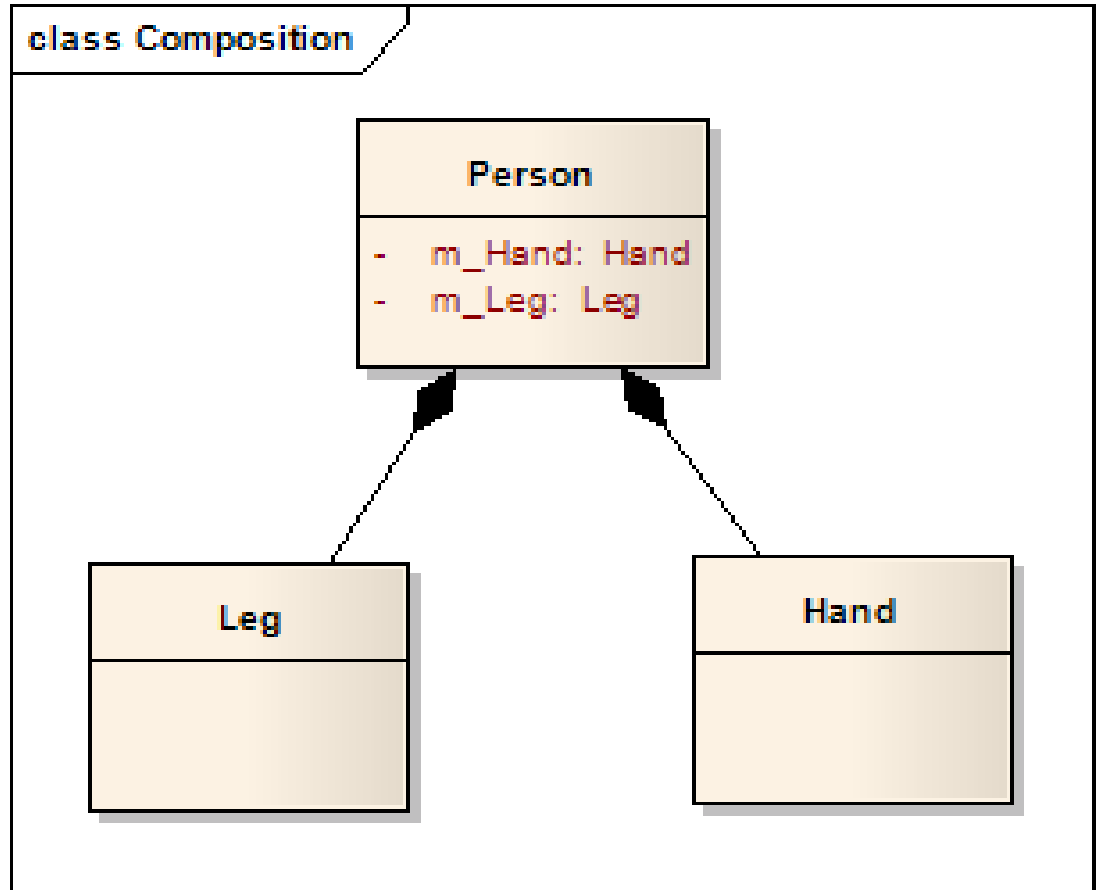 class Composition
Person
- m_Hand: Hand
- m_Leg: Leg
Leg
Hand